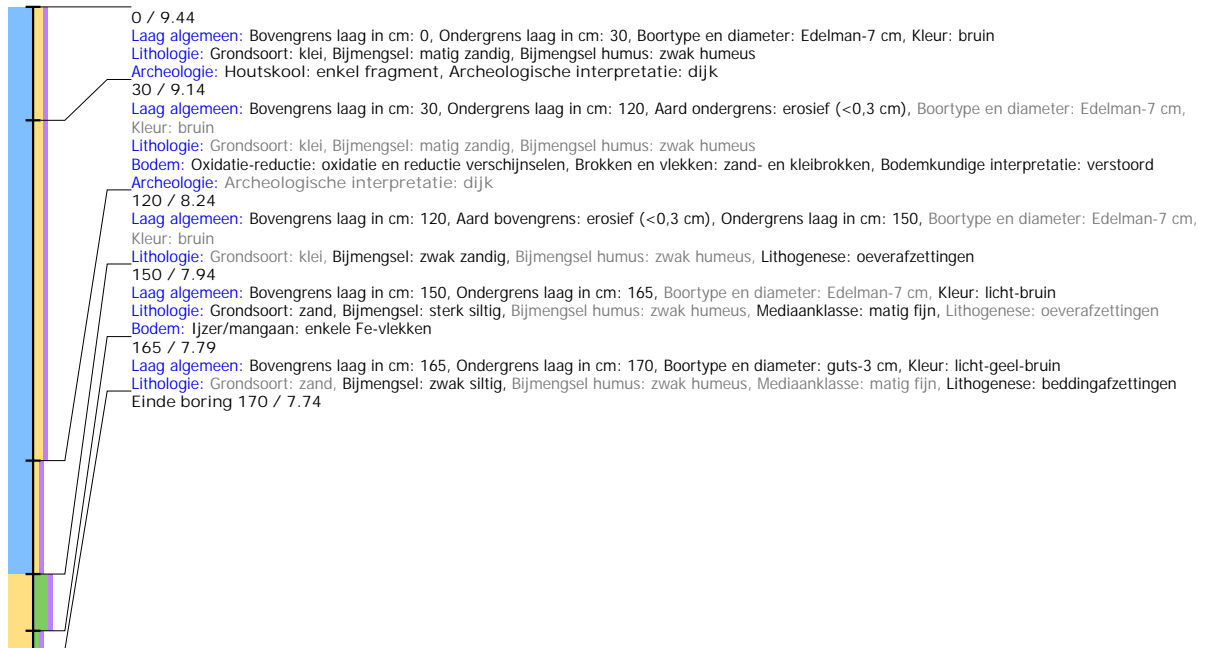 0 / 9.44
Laag algemeen: Bovengrens laag in cm: 0, Ondergrens laag in cm: 30, Boortype en diameter: Edelman-7 cm, Kleur: bruin
Lithologie: Grondsoort: klei, Bijmengsel: matig zandig, Bijmengsel humus: zwak humeus
Archeologie: Houtskool: enkel fragment, Archeologische interpretatie: dijk
30 / 9.14
Laag algemeen: Bovengrens laag in cm: 30, Ondergrens laag in cm: 120, Aard ondergrens: erosief (<0,3 cm), Boortype en diameter: Edelman-7 cm,
Kleur: bruin
Lithologie: Grondsoort: klei, Bijmengsel: matig zandig, Bijmengsel humus: zwak humeus
Bodem: Oxidatie-reductie: oxidatie en reductie verschijnselen, Brokken en vlekken: zand- en kleibrokken, Bodemkundige interpretatie: verstoord
Archeologie: Archeologische interpretatie: dijk
120 / 8.24
Laag algemeen: Bovengrens laag in cm: 120, Aard bovengrens: erosief (<0,3 cm), Ondergrens laag in cm: 150, Boortype en diameter: Edelman-7 cm,
Kleur: bruin
Lithologie: Grondsoort: klei, Bijmengsel: zwak zandig, Bijmengsel humus: zwak humeus, Lithogenese: oeverafzettingen
150 / 7.94
Laag algemeen: Bovengrens laag in cm: 150, Ondergrens laag in cm: 165, Boortype en diameter: Edelman-7 cm, Kleur: licht-bruin
Lithologie: Grondsoort: zand, Bijmengsel: sterk siltig, Bijmengsel humus: zwak humeus, Mediaanklasse: matig fijn, Lithogenese: oeverafzettingen
Bodem: Ijzer/mangaan: enkele Fe-vlekken
165 / 7.79
Laag algemeen: Bovengrens laag in cm: 165, Ondergrens laag in cm: 170, Boortype en diameter: guts-3 cm, Kleur: licht-geel-bruin
Lithologie: Grondsoort: zand, Bijmengsel: zwak siltig, Bijmengsel humus: zwak humeus, Mediaanklasse: matig fijn, Lithogenese: beddingafzettingen
Einde boring 170 / 7.74